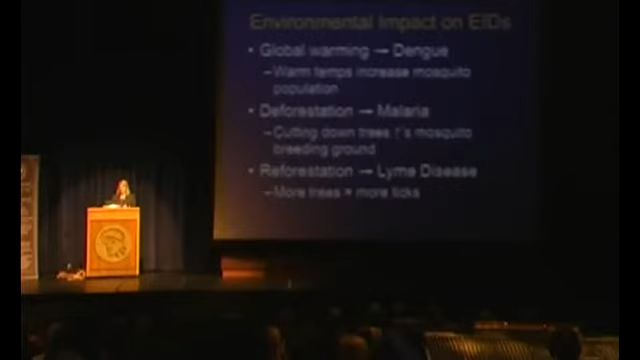 Environmental Impact on EIDs
• Global warming → Dengue
–Warm temps increase mosquito
population
• Deforestation → Malaria
–Cutting down trees ↑'s mosquito
breeding ground
• Reforestation → Lyme Disease
–More trees = more ticks